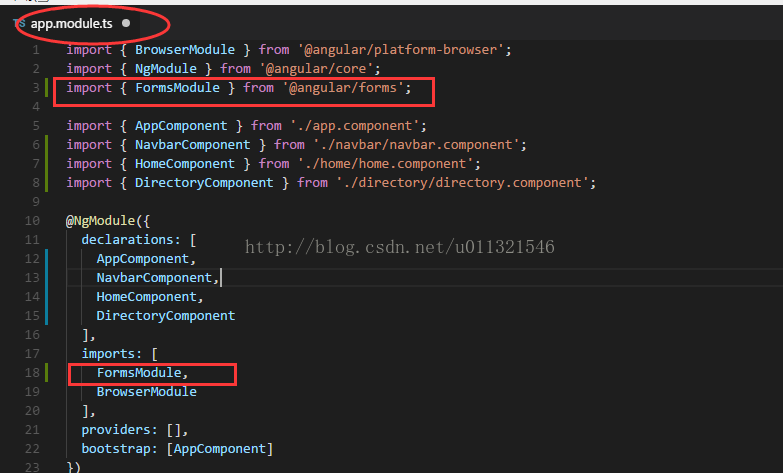 TS app.module.ts
1 import { BrowserModule } from '@angular/platform-browser';
2 import { NgModule } from '@angular/core';
3 import { FormsModule } from '@angular/forms';
4
5 import { AppComponent } from './app.component';
6 import { NavbarComponent } from './navbar/navbar.component';
7 import { HomeComponent } from './home/home.component';
8 import { DirectoryComponent } from './directory/directory.component';
9
10 @NgModule({
11 declarations: [
http://blog.csdn.net/u011321546
12 AppComponent,
13 NavbarComponent,
14 HomeComponent,
15 DirectoryComponent
16 ],
17 imports: [
18 FormsModule,
19 BrowserModule
20 ],
21 providers: [],
22 bootstrap: [AppComponent]
23 })